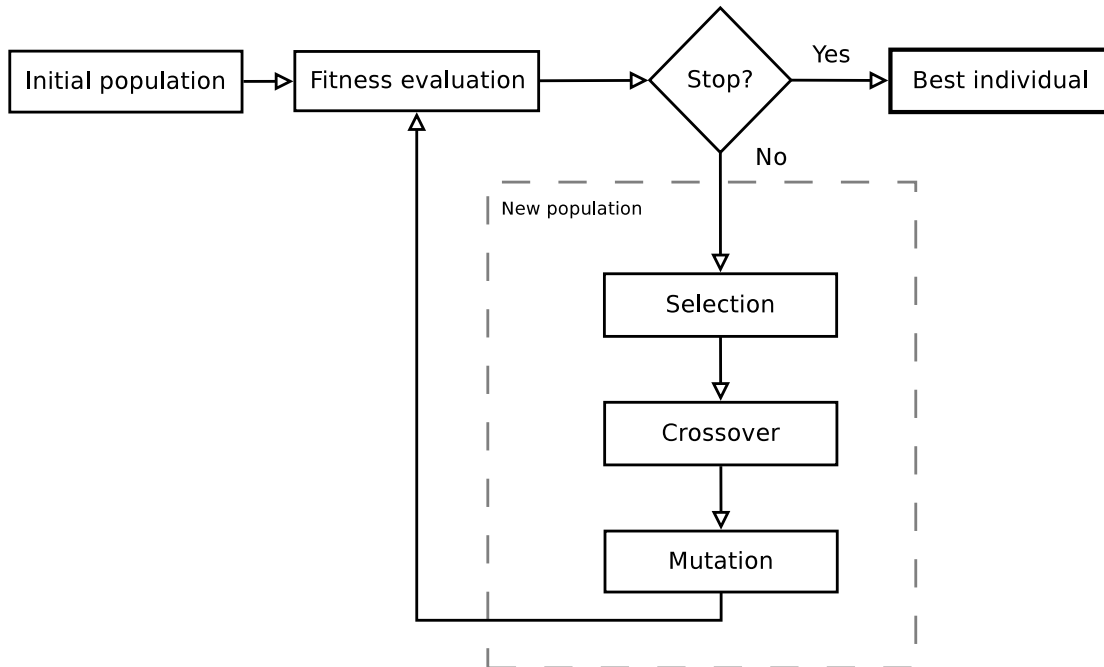 Initial population
Fitness evaluation
Stop?
Yes
Best individual
No
New population
Selection
Crossover
Mutation